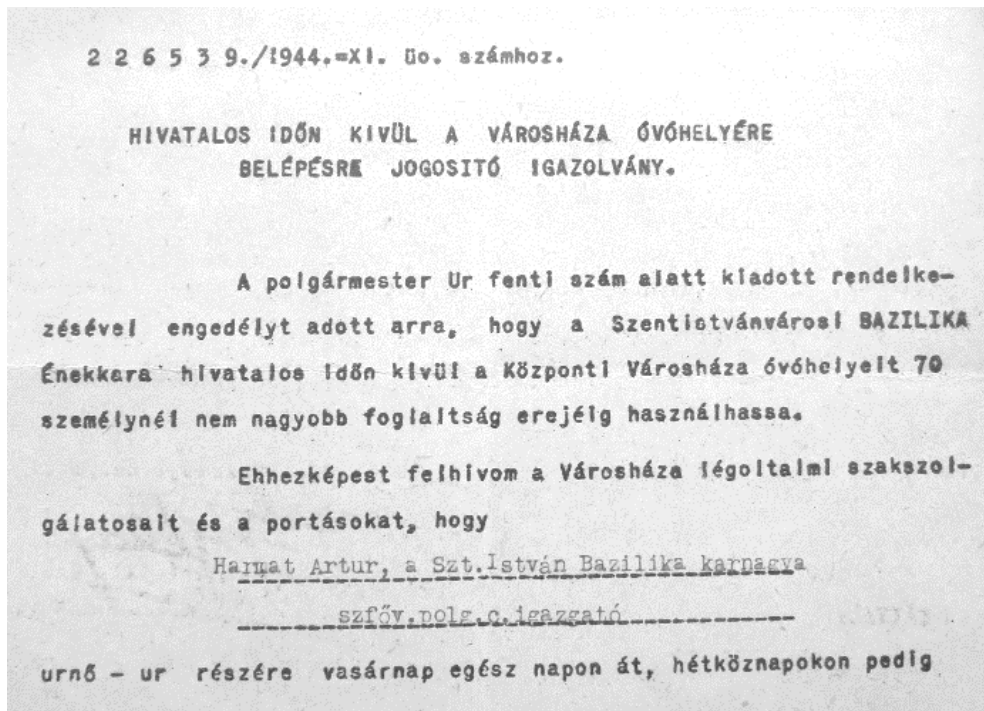 2 2 6 5 3 9./1944.=XI. üo. számhoz.
HIVATALOS IDŐN KIVÜL A VÁROSHÁZA ÓVÓHELYÉRE
BELÉPÉSRE JOGOSITÓ IGAZOLVÁNY.
A polgármester Ur fenti szám alatt kiadott rendelke-
zésével engedélyt adott arra, hogy a Szentistvánvárosi BAZILIKA
Énekkara hivatalos időn kivül a Központi Városháza óvóhelyeit 70
személynél nem nagyobb foglaltság erejéig használhassa.
Ehhezképest felhivom a Városháza légoltalmi szakszol-
gálatosait és a portásokat, hogy
Harmat Artur, a Szt.István Bazilika karnagya
szföv.polg.c.igazgató
urnő - ur részére vasárnap egész napon át, hétköznapokon pedig